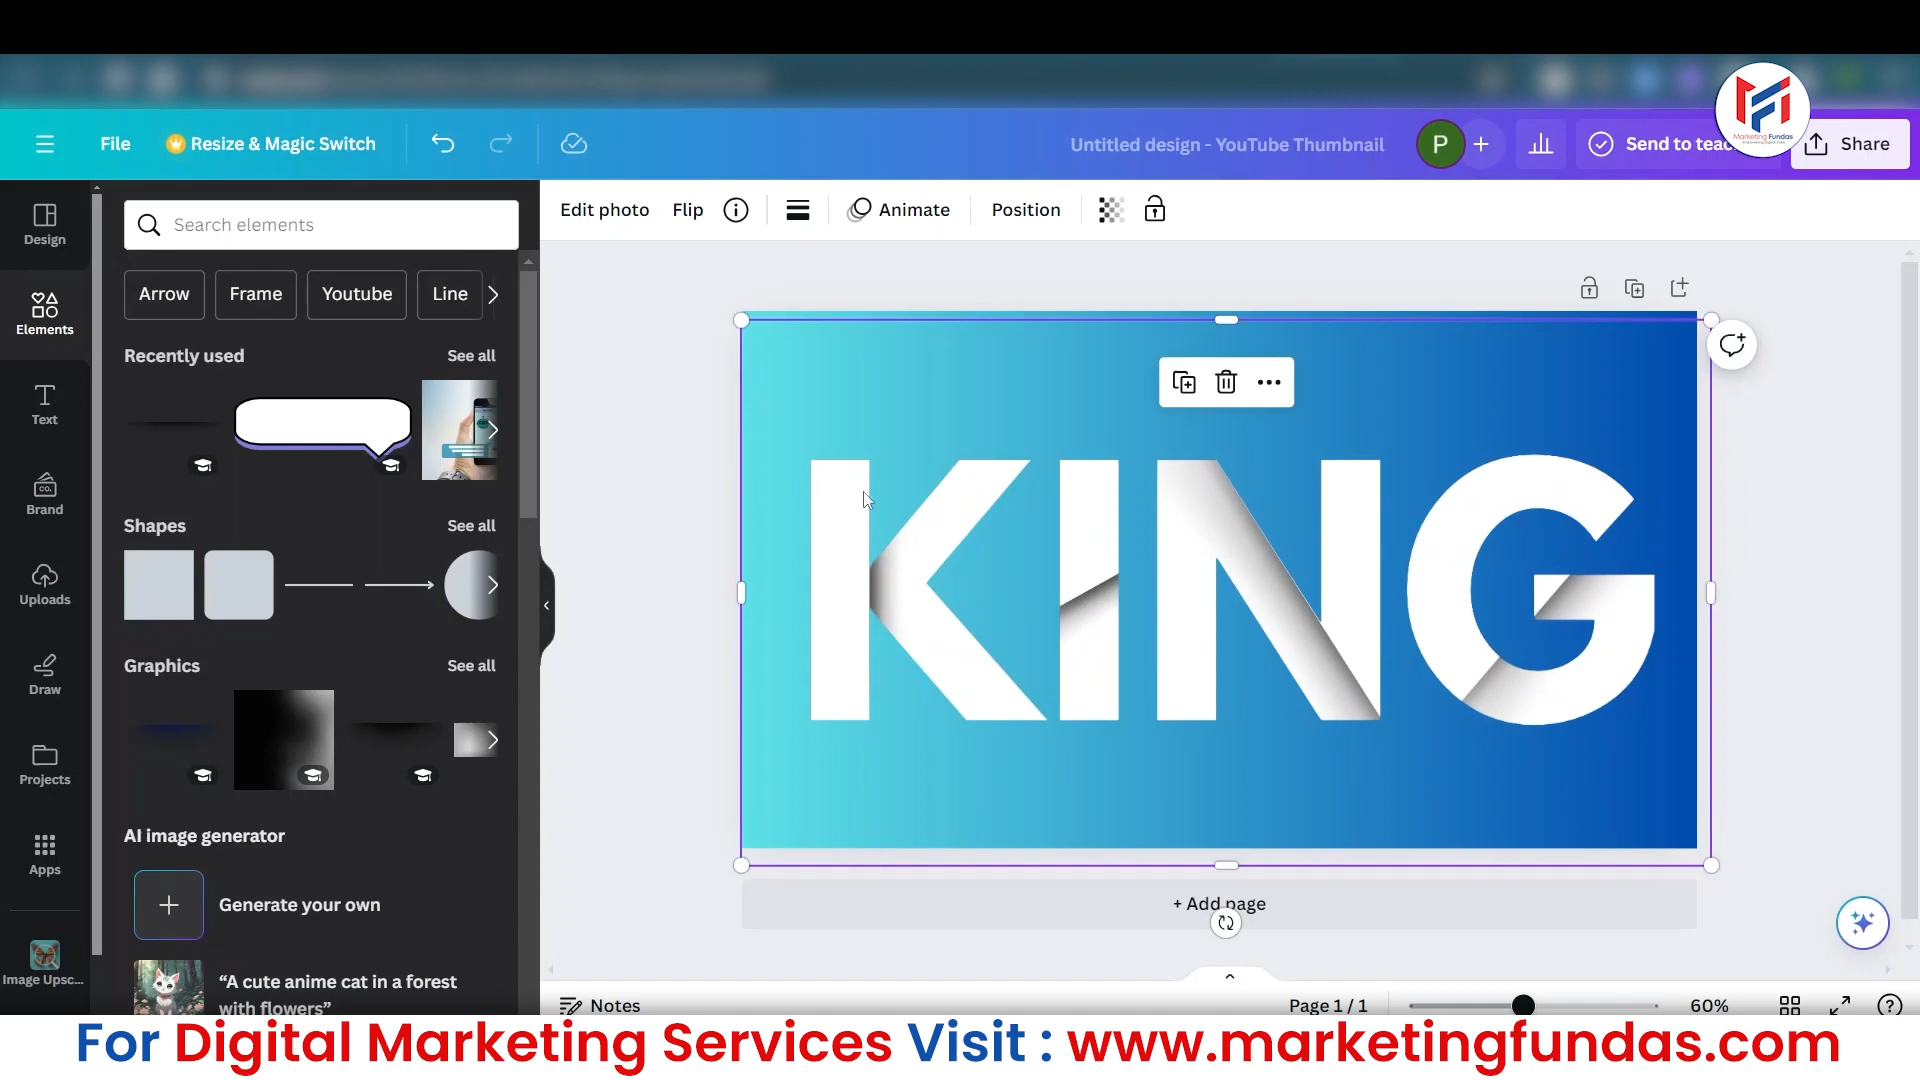 File
Resize & Magic Switch
Untitled design - YouTube Thumbnail
P
Send to teac
Marketing Fundas
Share
Design
Elements
Text
Brand
CO.
Uploads
Draw
Projects
Apps
Image Upsc...
Search elements
Arrow
Frame
Youtube
Line
Recently used
See all
Shapes
See all
Graphics
See all
AI image generator
Generate your own
“A cute anime cat in a forest
with flowers”
Edit photo
Flip
Animate
Position
KING
+ Add page
Notes
Page 1 / 1
60%
For Digital Marketing Services Visit : www.marketingfundas.com